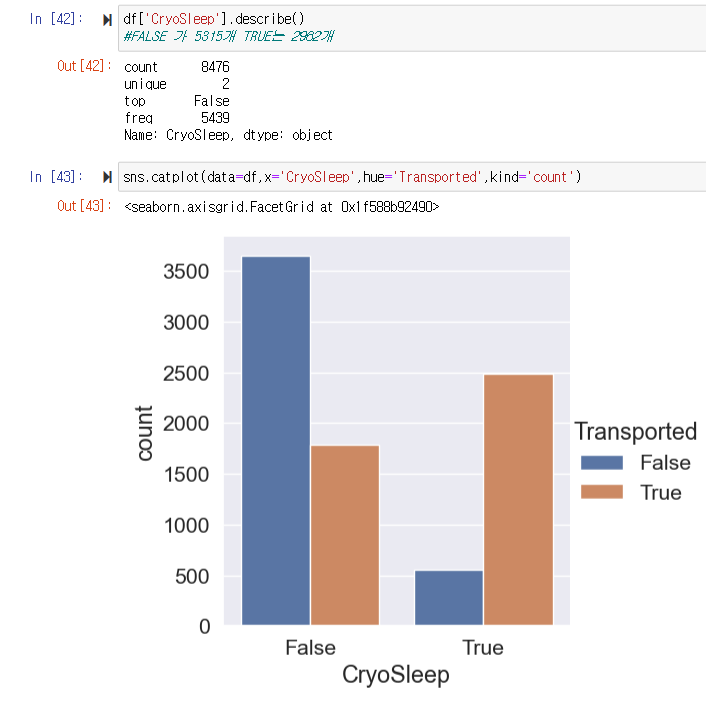 In [42]: df['CryoSleep'].describe()
#FALSE 가 5315개 TRUE는 2962개
Out[42]: count 8476
unique 2
top False
freq 5439
Name: CryoSleep, dtype: object
In [43]: sns.catplot(data=df,x='CryoSleep',hue='Transported',kind='count')
Out[43]: <seaborn.axisgrid.FacetGrid at 0x1f588b92490>
3500
3000
2500
2000
1500
1000
500
0
count
False True
CryoSleep
Transported
False
True